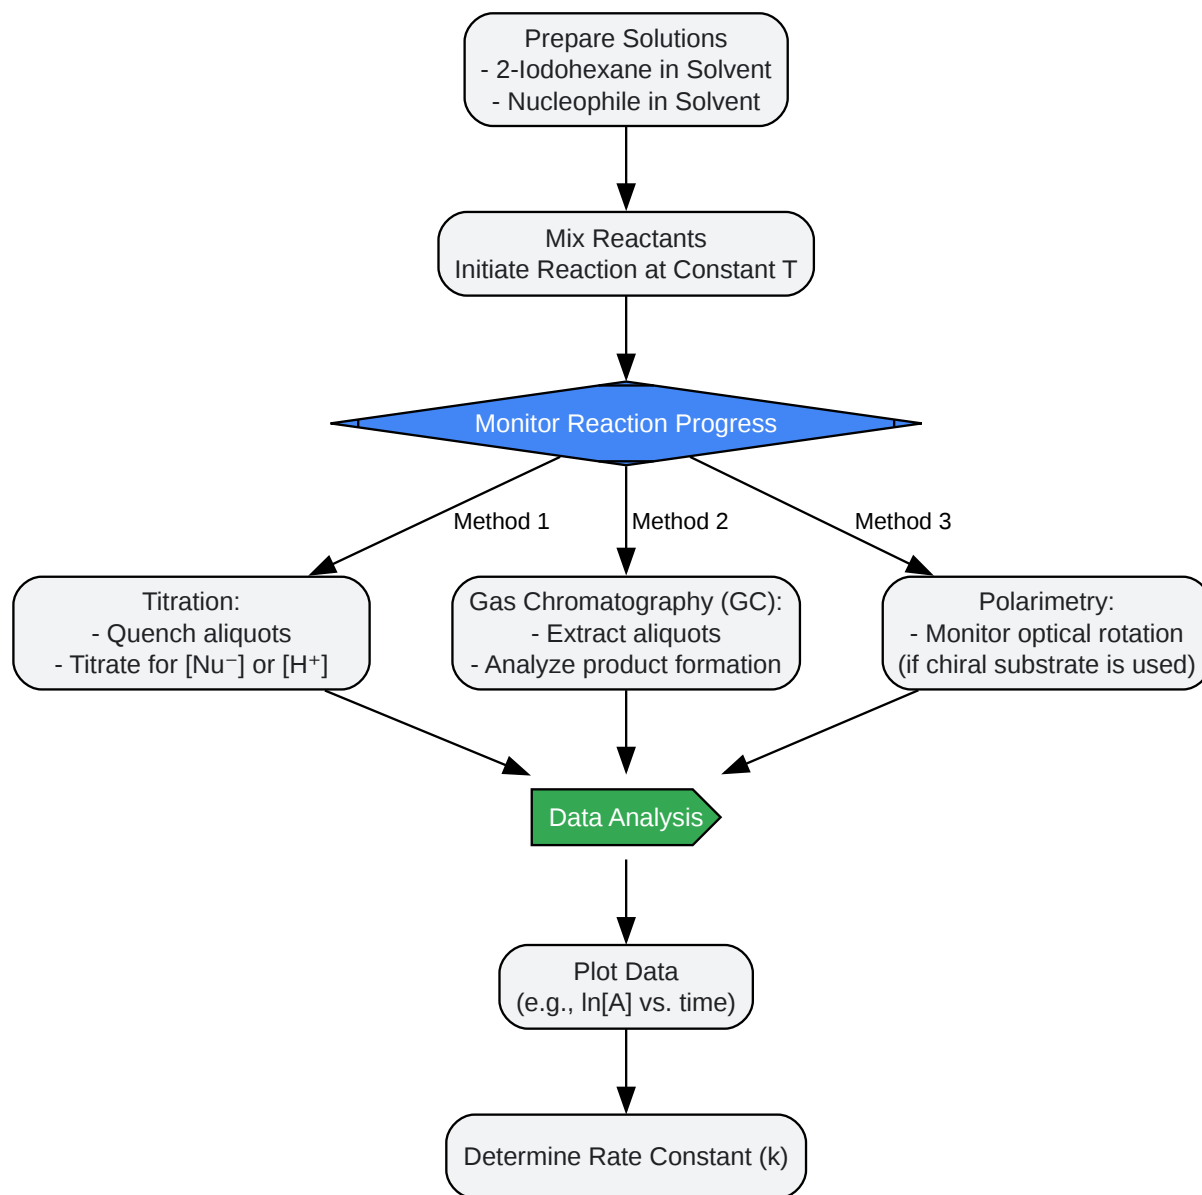 Prepare Solutions
- 2-Iodohexane in Solvent
- Nucleophile in Solvent
Mix Reactants
Initiate Reaction at Constant T
Monitor Reaction Progress
Method 1
Method 2
Method 3
Titration:
- Quench aliquots
- Titrate for [Nu⁻] or [H⁺]
Gas Chromatography (GC):
- Extract aliquots
- Analyze product formation
Polarimetry:
- Monitor optical rotation
(if chiral substrate is used)
Data Analysis
Plot Data
(e.g., ln[A] vs. time)
Determine Rate Constant (k)